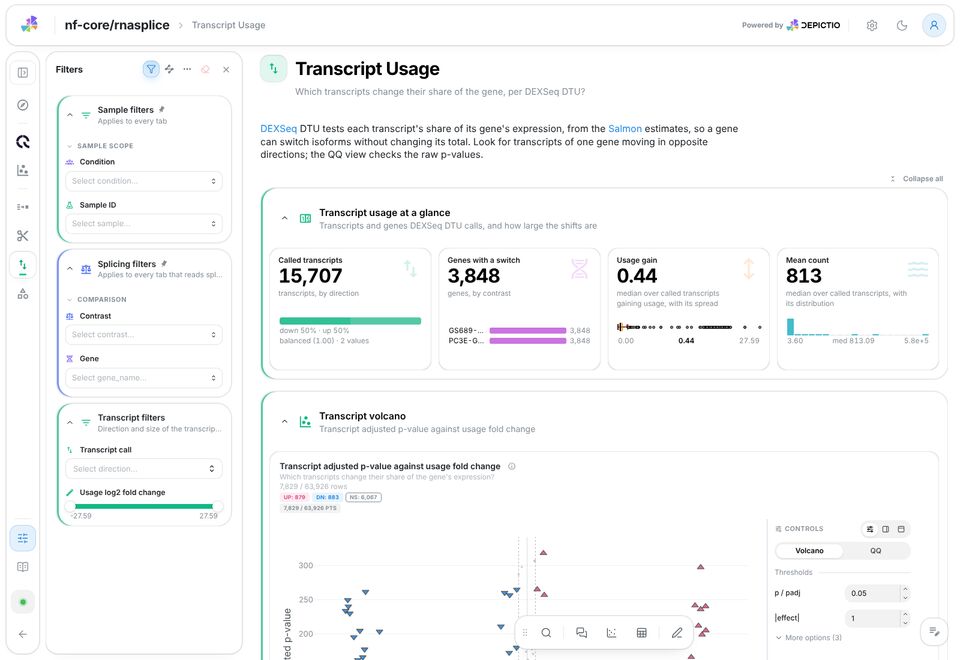 nf-core/rnasplice
Transcript Usage
Powered by DEPICTIO
Filters
Sample filters
Applies to every tab
SAMPLE SCOPE
Condition
Select condition...
Sample ID
Select sample...
Splicing filters
Applies to every tab that reads spl...
COMPARISON
Contrast
Select contrast...
Gene
Select gene_name...
Transcript filters
Direction and size of the transcrip...
Transcript call
Select direction...
Usage log2 fold change
-27.59
27.59
Transcript Usage
Which transcripts change their share of the gene, per DEXSeq DTU?
DEXSeq DTU tests each transcript's share of its gene's expression, from the Salmon estimates, so a gene
can switch isoforms without changing its total. Look for transcripts of one gene moving in opposite
directions; the QQ view checks the raw p-values.
Collapse all
Transcript usage at a glance
Transcripts and genes DEXSeq DTU calls, and how large the shifts are
Called transcripts
15,707
transcripts, by direction
down 50% · up 50%
balanced (1.00) · 2 values
Genes with a switch
3,848
genes, by contrast
GS689-... 3,848
PC3E-G... 3,848
Usage gain
0.44
median over called transcripts
gaining usage, with its spread
0.00 0.44 27.59
Mean count
813
median over called transcripts, with
its distribution
3.60 med 813.09 5.8e+5
Transcript volcano
Transcript adjusted p-value against usage fold change
Transcript adjusted p-value against usage fold change
Which transcripts change their share of the gene's expression?
7,829 / 63,926 rows
UP: 879 DN: 883 NS: 6,067
7,829 / 63,926 PTS
300
250
200
ted p-value
CONTROLS
Volcano QQ
Thresholds
p / padj 0.05
|effect| 1
More options (3)